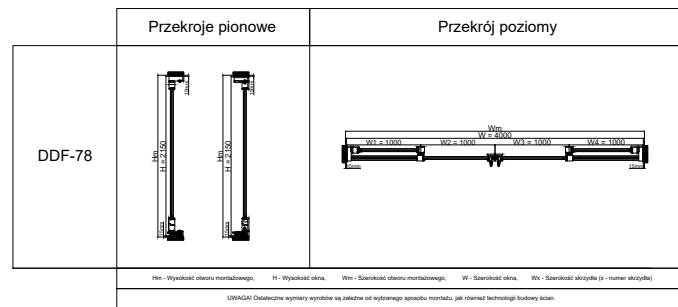 Przekroje pionowe
Przekrój poziomy
DDF-78
Hm
H = 2150
15mm
Hm
H = 2150
15mm
Wm
W = 4000
W1 = 1000
W2 = 1000
W3 = 1000
W4 = 1000
15mm
15mm
Hm - Wysokość otworu montażowego, H - Wysokość okna, Wm - Szerokość otworu montażowego, W - Szerokość okna, Wx - Szerokość skrzydła (x - numer skrzydła)
UWAGA! Ostateczne wymiary wyrobów są zależne od wybranego sposobu montażu, jak również technologii budowy ścian.